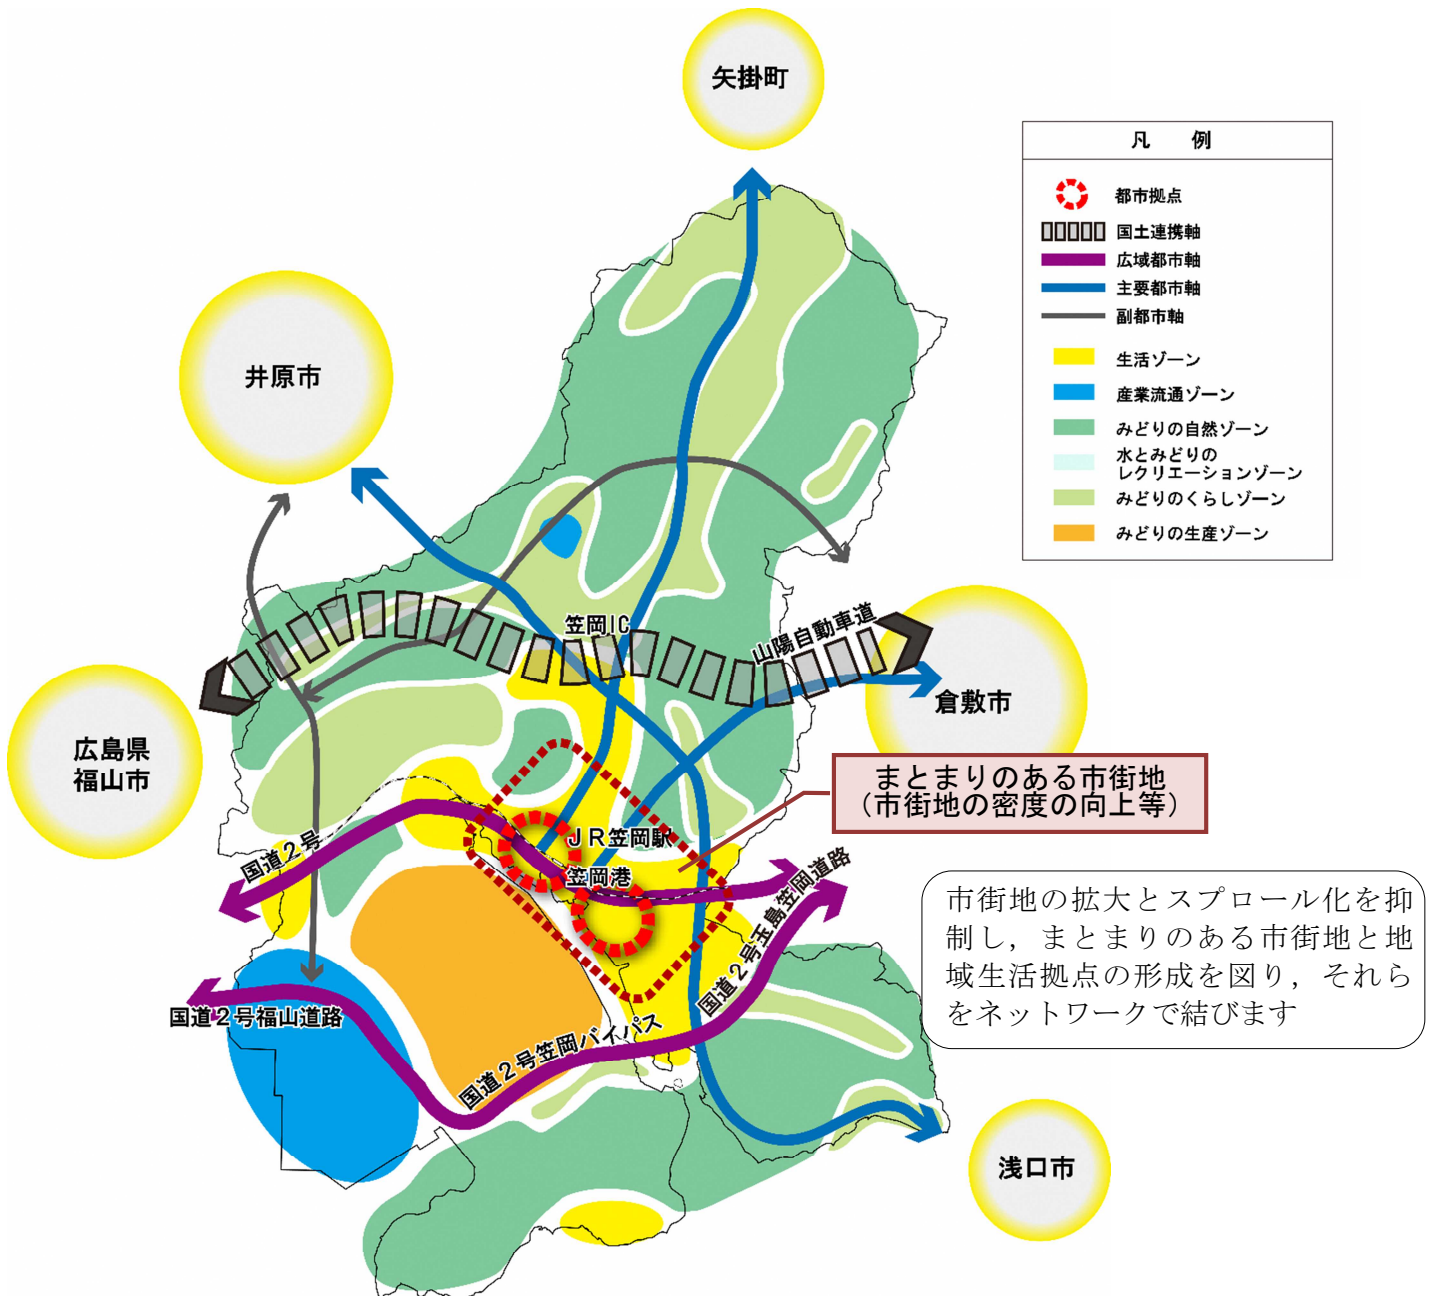 矢掛町
凡　例
都市拠点
国土連携軸
広域都市軸
主要都市軸
副都市軸
生活ゾーン
産業流通ゾーン
みどりの自然ゾーン
水とみどりの
レクリエーションゾーン
みどりのくらしゾーン
みどりの生産ゾーン
井原市
笠岡IC
山陽自動車道
倉敷市
広島県
福山市
まとまりのある市街地
（市街地の密度の向上等）
国道２号
ＪＲ笠岡駅
笠岡港
国道２号玉島笠岡道路
市街地の拡大とスプロール化を抑
制し，まとまりのある市街地と地
域生活拠点の形成を図り，それら
をネットワークで結びます
国道２号福山道路
国道２号笠岡バイパス
浅口市